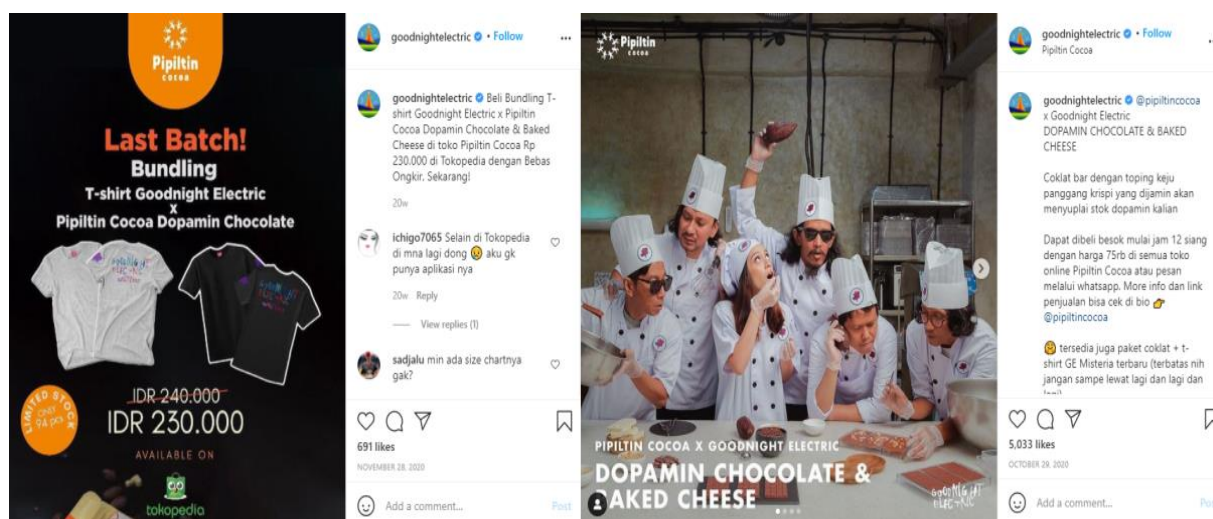 Pipiltin
COCOA
Last Batch!
Bundling
T-shirt Goodnight Electric
X
Pipiltin Cocoa Dopamin Chocolate
LIMITED STOCK
ONLY
94 pcs
IDR 240.000
IDR 230.000
AVAILABLE ON
tokopedia
goodnightelectric • Follow
goodnightelectric Beli Bundling T-
shirt Goodnight Electric x Pipiltin
Cocoa Dopamin Chocolate & Baked
Cheese di toko Pipiltin Cocoa Rp
230.000 di Tokopedia dengan Bebas
Ongkir. Sekarang!
20w
ichigo7065 Selain di Tokopedia
di mna lagi dong 😢 aku gk
punya aplikasi nya
20w Reply
View replies (1)
sadjalu min ada size chartnya
gak?
691 likes
NOVEMBER 28, 2020
Add a comment...
Post
Pipiltin
COCOA
PIPILTIN COCOA X GOODNIGHT ELECTRIC
DOPAMIN CHOCOLATE &
BAKED CHEESE
GOODNIGHT
ELECTRIC
goodnightelectric • Follow
Pipiltin Cocoa
goodnightelectric @pipiltincocoa
x Goodnight Electric
DOPAMIN CHOCOLATE & BAKED
CHEESE
Coklat bar dengan toping keju
panggang krispi yang dijamin akan
menyuplai stok dopamin kalian
Dapat dibeli besok mulai jam 12 siang
dengan harga 75rb di semua toko
online Pipiltin Cocoa atau pesan
melalui whatsapp. More info dan link
penjualan bisa cek di bio 👉
@pipiltincocoa
tersedia juga paket coklat + t-
shirt GE Misteria terbaru (terbatas nih
jangan sampe lewat lagi dan lagi dan
5,033 likes
OCTOBER 29, 2020
Add a comment...